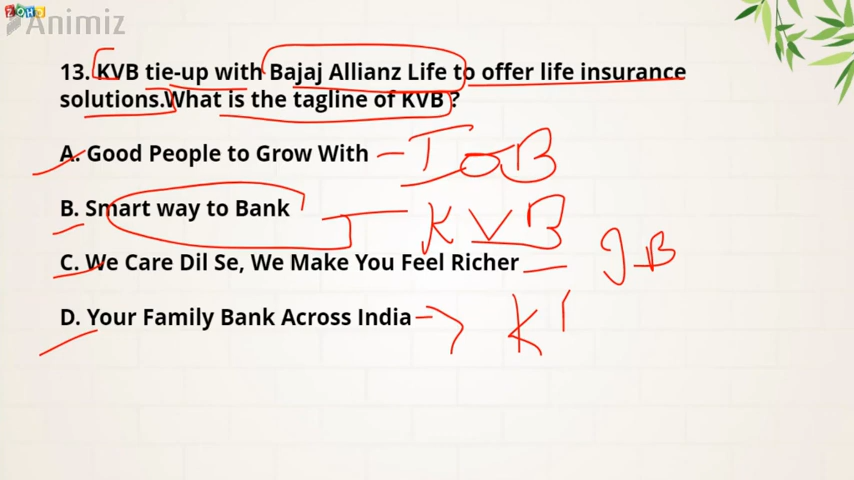 ZOHO
Animiz
13. KVB tie-up with Bajaj Allianz Life to offer life insurance
solutions.What is the tagline of KVB ?
A. Good People to Grow With IOB
B. Smart way to Bank KVB
C. We Care Dil Se, We Make You Feel Richer JB
D. Your Family Bank Across India K